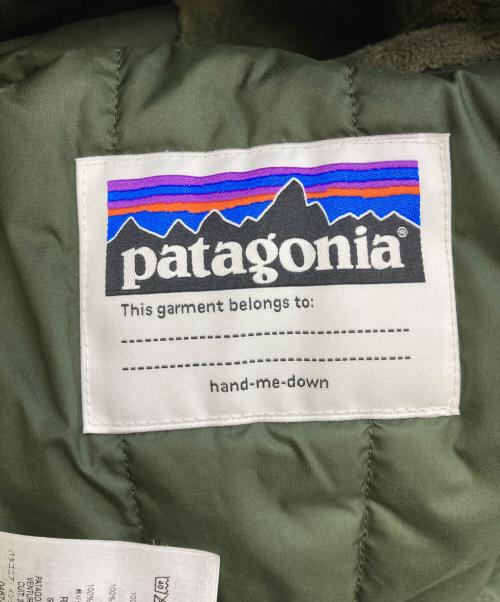 patagonia®
This garment belongs to:
hand-me-down